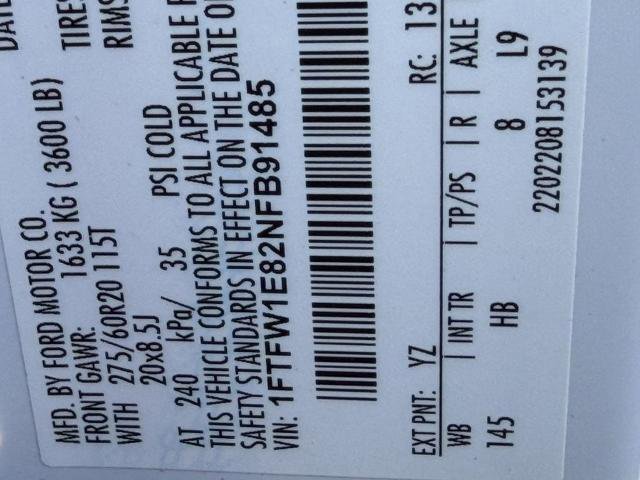 DATE
MFD. BY FORD MOTOR CO.
FRONT GAWR: 1633 KG ( 3600 LB)
WITH TIRES
275/60R20 115T RIMS
20x8.5J
AT 240 kPa/ 35 PSI COLD
THIS VEHICLE CONFORMS TO ALL APPLICABLE
SAFETY STANDARDS IN EFFECT ON THE DATE
VIN: 1FTFW1E82NFB91485
EXT PNT: YZ RC: 13
WB | INT TR | TP/PS | R | AXLE
145 HB 8 L9
2202208153139